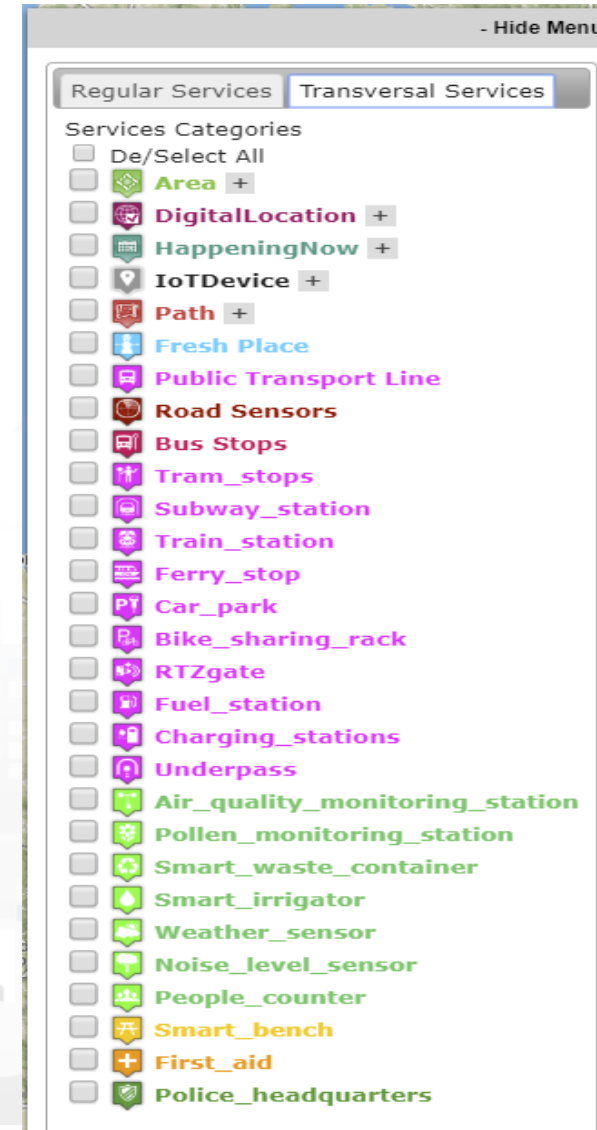 - Hide Menu
Regular Services Transversal Services
Services Categories
De/Select All
Area +
DigitalLocation +
HappeningNow +
IoTDevice +
Path +
Fresh Place
Public Transport Line
Road Sensors
Bus Stops
Tram_stops
Subway_station
Train_station
Ferry_stop
Car_park
Bike_sharing_rack
RTZgate
Fuel_station
Charging_stations
Underpass
Air_quality_monitoring_station
Pollen_monitoring_station
Smart_waste_container
Smart_irrigator
Weather_sensor
Noise_level_sensor
People_counter
Smart_bench
First_aid
Police_headquarters